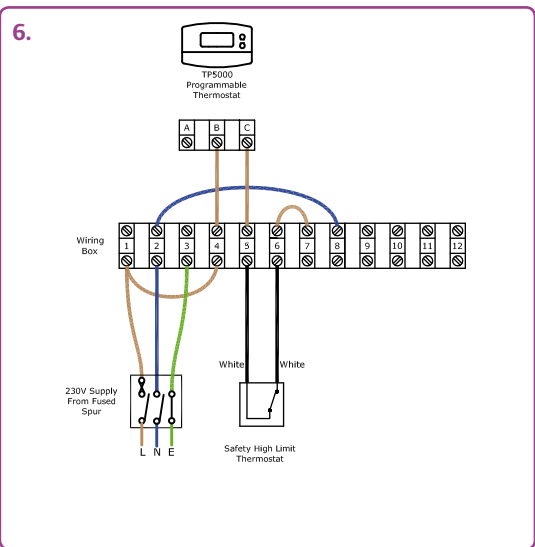 6.
TP5000
Programmable
Thermostat
A B C
Wiring
Box
1 2 3 4 5 6 7 8 9 10 11 12
White White
230V Supply
From Fused
Spur
L N E
Safety High Limit
Thermostat